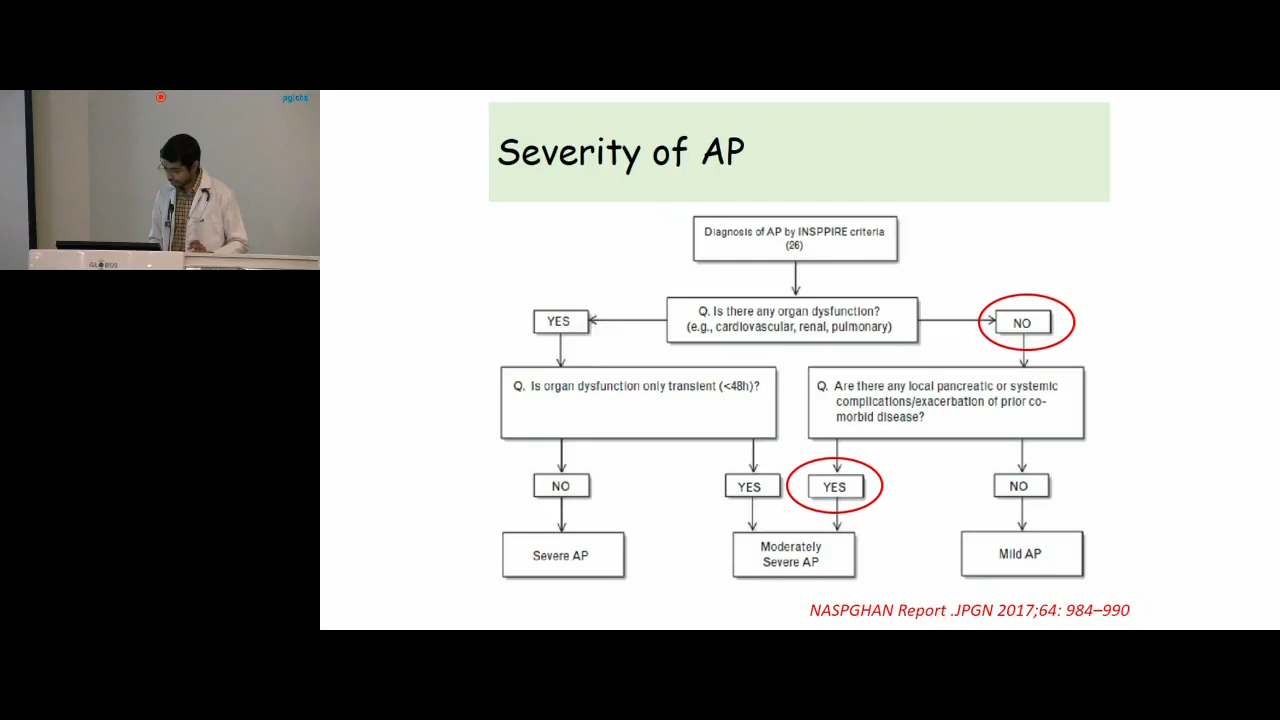 Severity of AP
Diagnosis of AP by INSPPIRE criteria
(26)
Q. Is there any organ dysfunction?
(e.g., cardiovascular, renal, pulmonary)
YES
NO
Q. Is organ dysfunction only transient (<48h)?
Q. Are there any local pancreatic or systemic
complications/exacerbation of prior co-
morbid disease?
NO
YES
YES
NO
Severe AP
Moderately
Severe AP
Mild AP
NASPGHAN Report .JPGN 2017;64: 984–990
GLOBUS